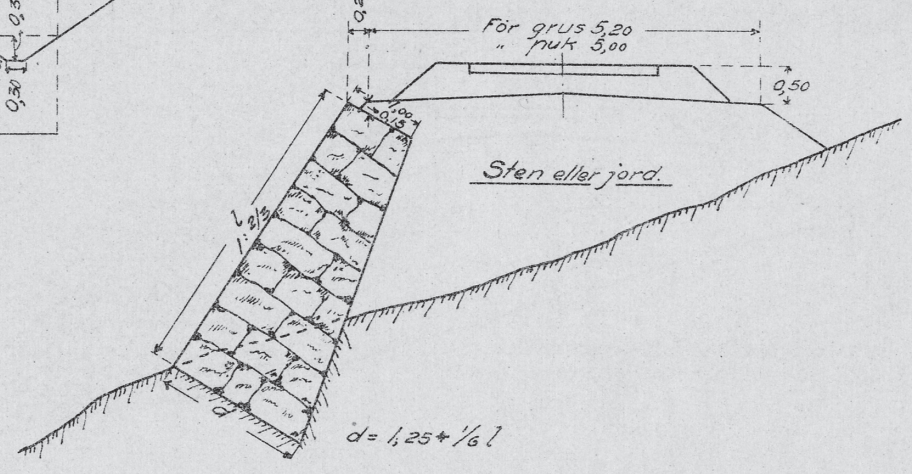 För grus 5,20
" puk 5,00
0,50
0,30
1,00
0,15
Sten eller jord.
l
1:2/3
d
d = 1,25 + 1/6 l